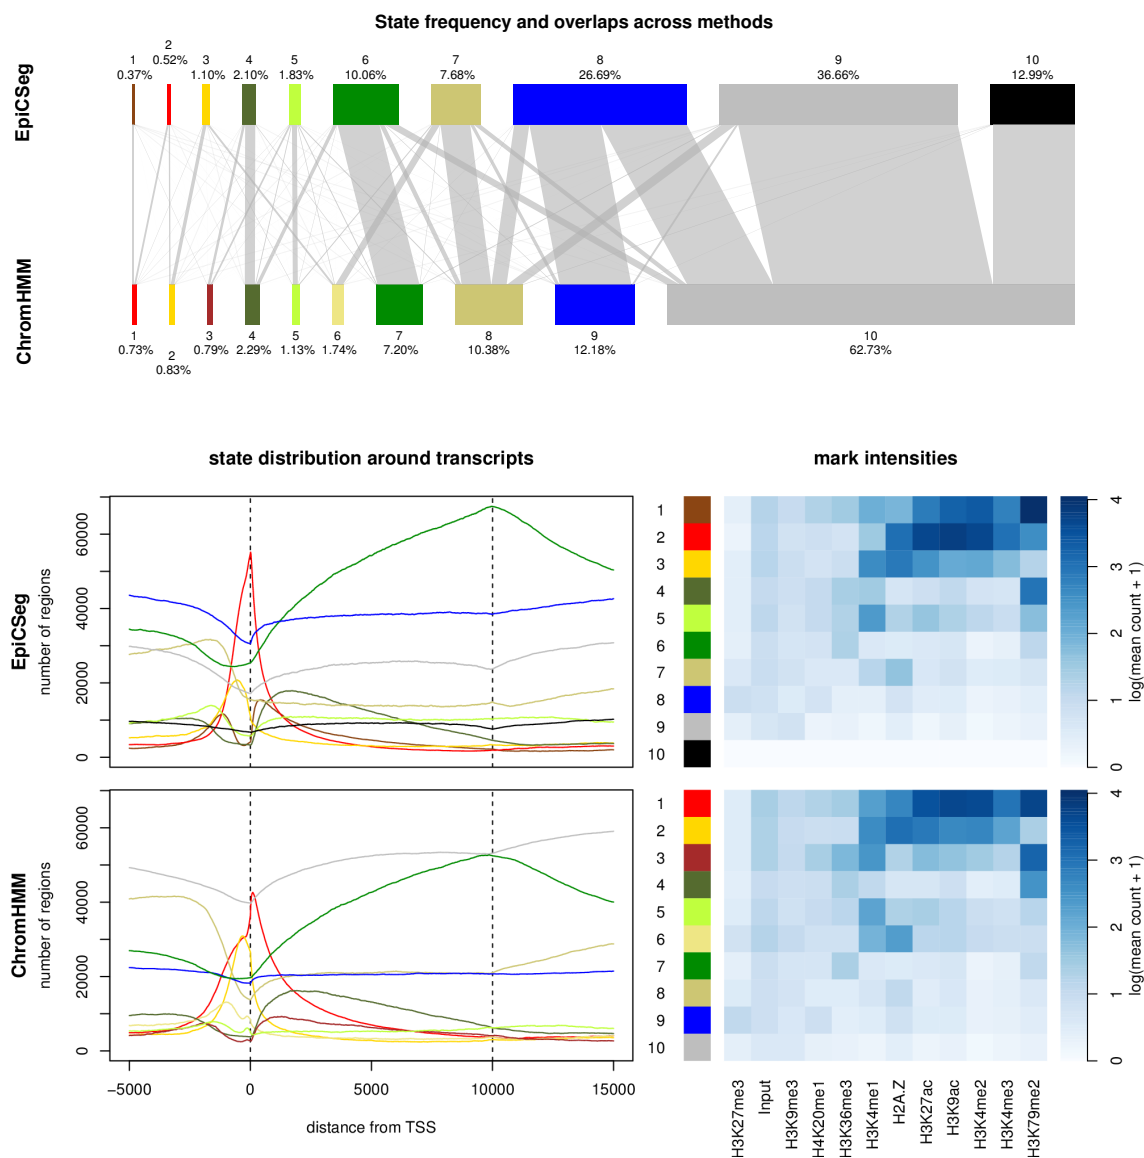 State frequency and overlaps across methods
EpiCSeg
1 2 3 4 5 6 7 8 9 10
0.37% 0.52% 1.10% 2.10% 1.83% 10.06% 7.68% 26.69% 36.66% 12.99%
ChromHMM
1 2 3 4 5 6 7 8 9 10
0.73% 0.83% 0.79% 2.29% 1.13% 1.74% 7.20% 10.38% 12.18% 62.73%
state distribution around transcripts
mark intensities
EpiCSeg
number of regions
0 20000 40000 60000
1
2
3
4
5
6
7
8
9
10
0 1 2 3 4
log(mean count + 1)
ChromHMM
number of regions
0 20000 40000 60000
−5000 0 5000 10000 15000
distance from TSS
1
2
3
4
5
6
7
8
9
10
0 1 2 3 4
log(mean count + 1)
H3K27me3
Input
H3K9me3
H4K20me1
H3K36me3
H3K4me1
H2A.Z
H3K27ac
H3K9ac
H3K4me2
H3K4me3
H3K79me2